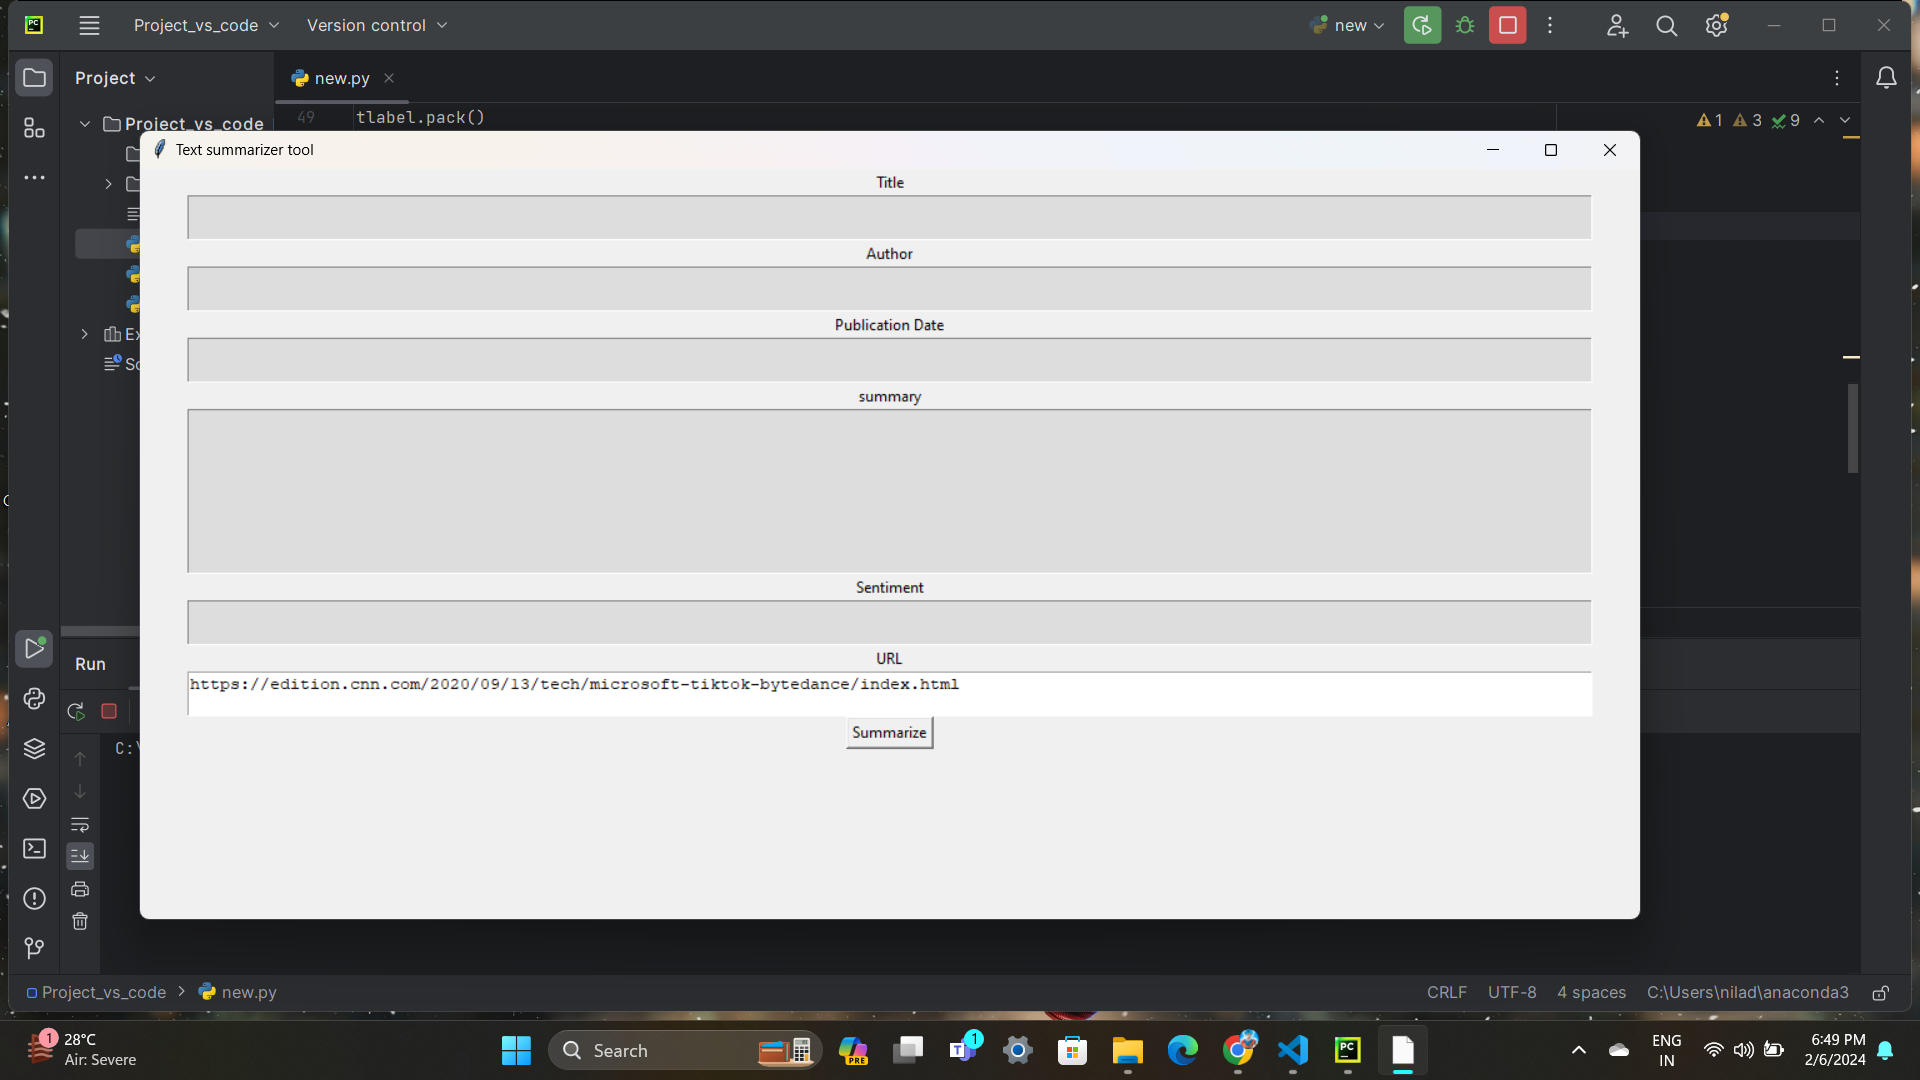 PC
Project_vs_code
Version control
new
Project
new.py
49
tlabel.pack()
1
3
9
Project_vs_code
Text summarizer tool
Title
Author
Publication Date
summary
Sentiment
URL
https://edition.cnn.com/2020/09/13/tech/microsoft-tiktok-bytedance/index.html
Summarize
Ex
Sc
Run
C:\
Project_vs_code > new.py
CRLF
UTF-8
4 spaces
C:\Users\nilad\anaconda3
1
28°C
Air: Severe
Search
PRE
T
1
PC
ENG
IN
6:49 PM
2/6/2024